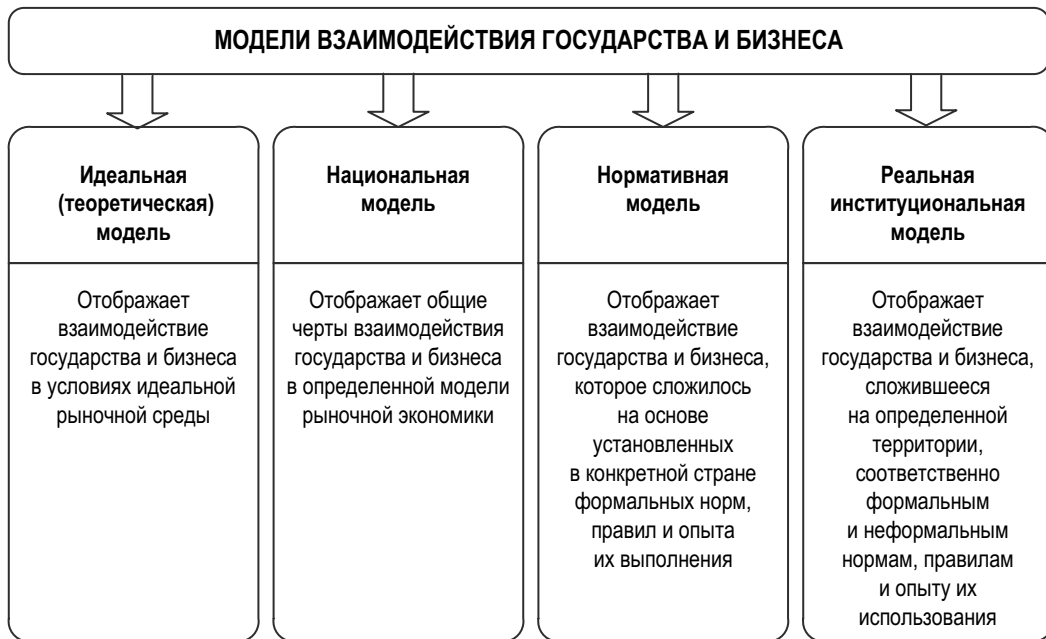 МОДЕЛИ ВЗАИМОДЕЙСТВИЯ ГОСУДАРСТВА И БИЗНЕСА
Идеальная
(теоретическая)
модель
Отображает
взаимодействие
государства и бизнеса
в условиях идеальной
рыночной среды
Национальная
модель
Отображает общие
черты взаимодействия
государства и бизнеса
в определенной модели
рыночной экономики
Нормативная
модель
Отображает
взаимодействие
государства и бизнеса,
которое сложилось
на основе
установленных
в конкретной стране
формальных норм,
правил и опыта
их выполнения
Реальная
институциональная
модель
Отображает
взаимодействие
государства и бизнеса,
сложившееся
на определенной
территории,
соответственно
формальным
и неформальным
нормам, правилам
и опыту их
использования